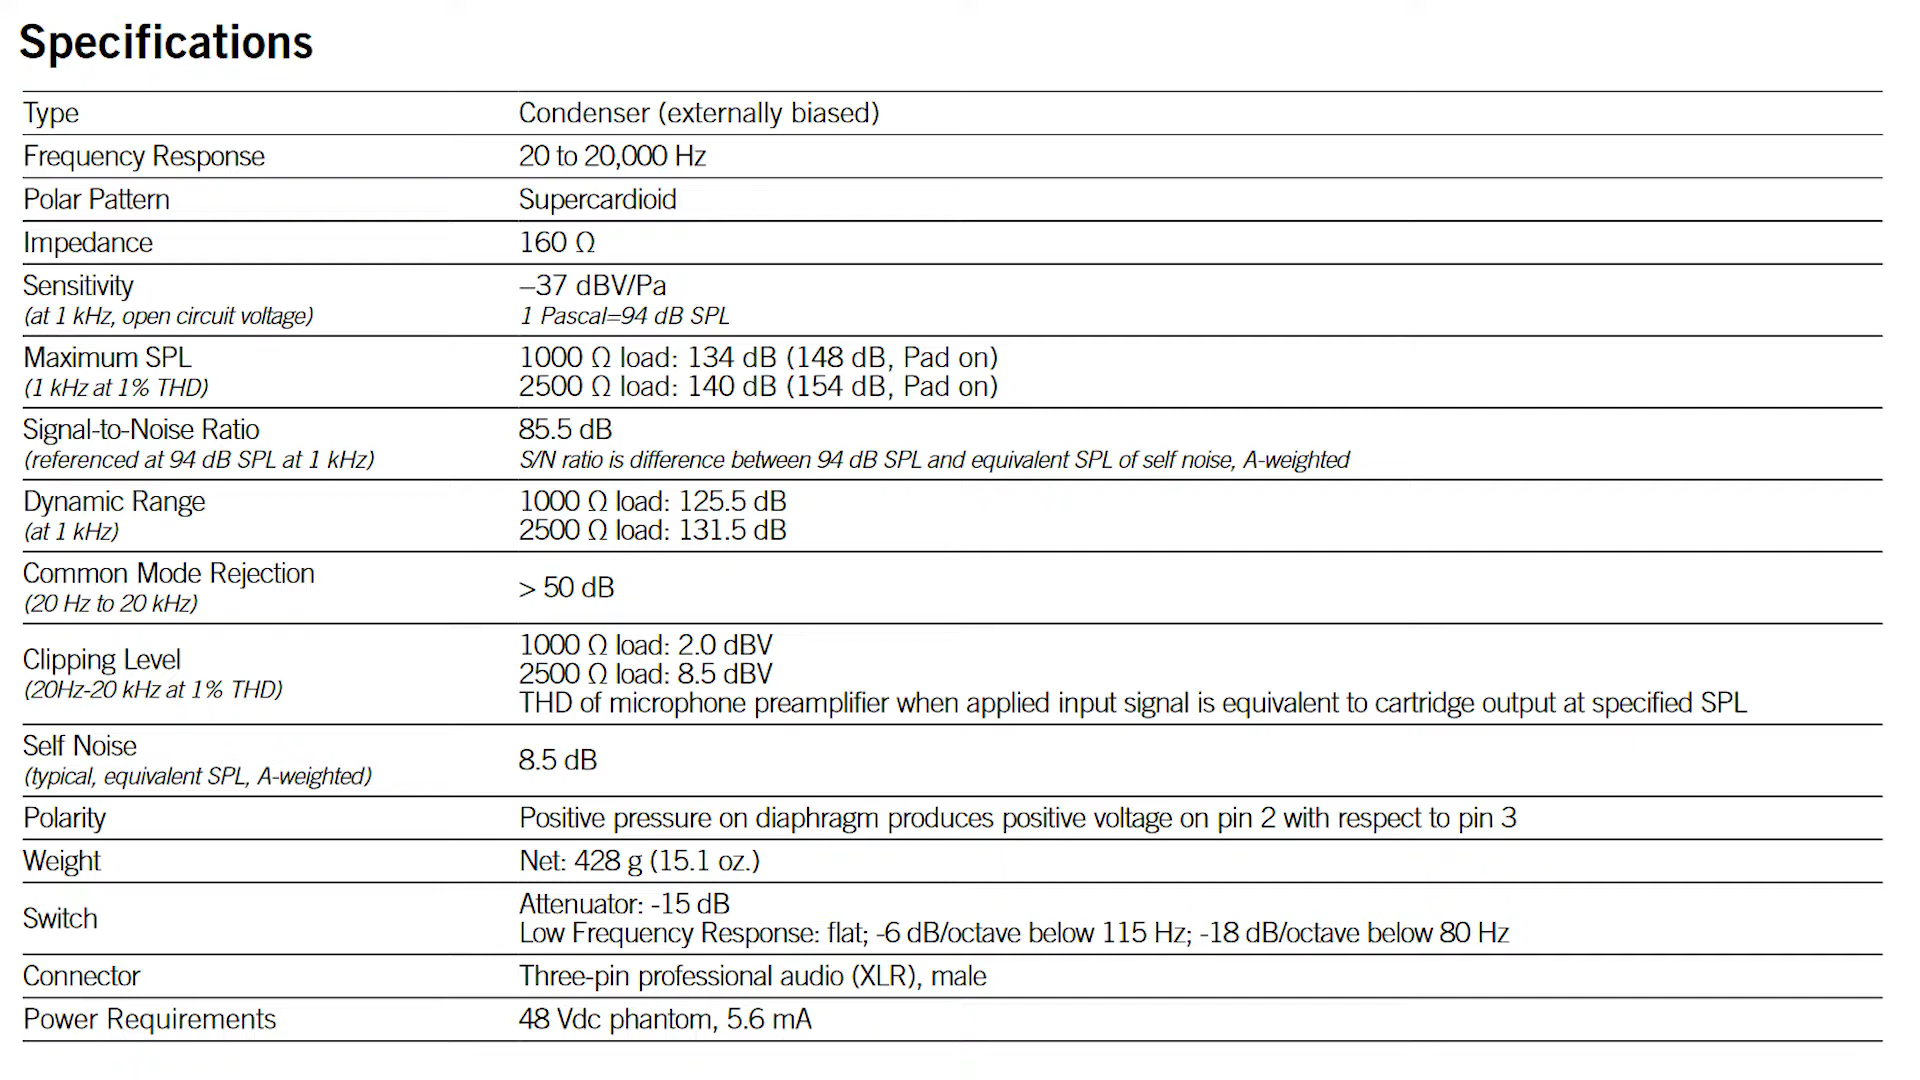 Specifications
Type Condenser (externally biased)
Frequency Response 20 to 20,000 Hz
Polar Pattern Supercardioid
Impedance 160 Ω
Sensitivity –37 dBV/Pa
(at 1 kHz, open circuit voltage) 1 Pascal=94 dB SPL
Maximum SPL 1000 Ω load: 134 dB (148 dB, Pad on)
(1 kHz at 1% THD) 2500 Ω load: 140 dB (154 dB, Pad on)
Signal-to-Noise Ratio 85.5 dB
(referenced at 94 dB SPL at 1 kHz) S/N ratio is difference between 94 dB SPL and equivalent SPL of self noise, A-weighted
Dynamic Range 1000 Ω load: 125.5 dB
(at 1 kHz) 2500 Ω load: 131.5 dB
Common Mode Rejection
(20 Hz to 20 kHz)
> 50 dB
Clipping Level
(20Hz-20 kHz at 1% THD)
1000 Ω load: 2.0 dBV
2500 Ω load: 8.5 dBV
THD of microphone preamplifier when applied input signal is equivalent to cartridge output at specified SPL
Self Noise
(typical, equivalent SPL, A-weighted)
8.5 dB
Polarity Positive pressure on diaphragm produces positive voltage on pin 2 with respect to pin 3
Weight Net: 428 g (15.1 oz.)
Switch
Attenuator: -15 dB
Low Frequency Response: flat; -6 dB/octave below 115 Hz; -18 dB/octave below 80 Hz
Connector Three-pin professional audio (XLR), male
Power Requirements 48 Vdc phantom, 5.6 mA